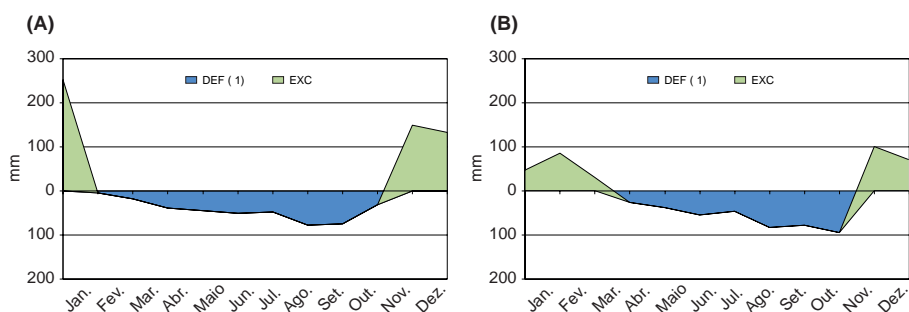 (A)
300
200
100
0
100
200
mm
DEF ( 1)
EXC
Jan. Fev. Mar. Abr. Maio Jun. Jul. Ago. Set. Out. Nov. Dez.
(B)
300
200
100
0
100
200
mm
DEF ( 1)
EXC
Jan. Fev. Mar. Abr. Maio Jun. Jul. Ago. Set. Out. Nov. Dez.